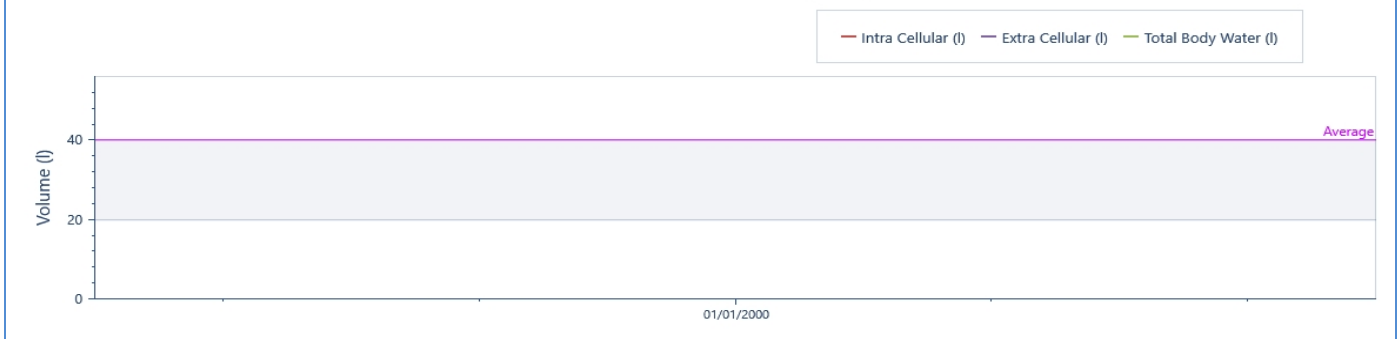 Intra Cellular (l) Extra Cellular (l) Total Body Water (l)
Average
40
Volume (l)
20
0
01/01/2000